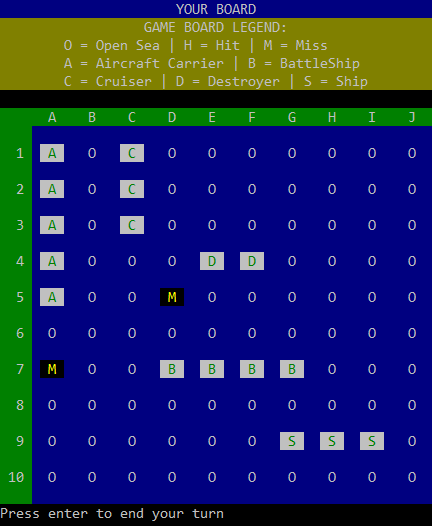 YOUR BOARD
GAME BOARD LEGEND:
O = Open Sea | H = Hit | M = Miss
A = Aircraft Carrier | B = BattleShip
C = Cruiser | D = Destroyer | S = Ship
A B C D E F G H I J
1 A O C O O O O O O O
2 A O C O O O O O O O
3 A O C O O O O O O O
4 A O O O D D O O O O
5 A O O M O O O O O O
6 O O O O O O O O O O
7 M O O B B B B O O O
8 O O O O O O O O O O
9 O O O O O O S S S O
10 O O O O O O O O O O
Press enter to end your turn